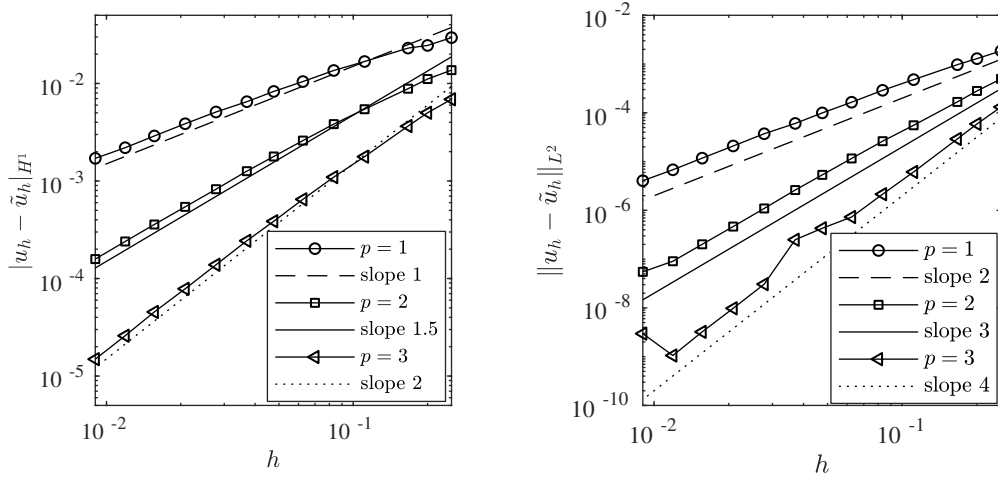 |u_h − ũ_h|_{H^1}
10^{-2}
10^{-3}
10^{-4}
10^{-5}
p = 1
slope 1
p = 2
slope 1.5
p = 3
slope 2
10^{-2}
10^{-1}
h
||u_h − ũ_h||_{L^2}
10^{-2}
10^{-4}
10^{-6}
10^{-8}
10^{-10}
p = 1
slope 2
p = 2
slope 3
p = 3
slope 4
10^{-2}
10^{-1}
h